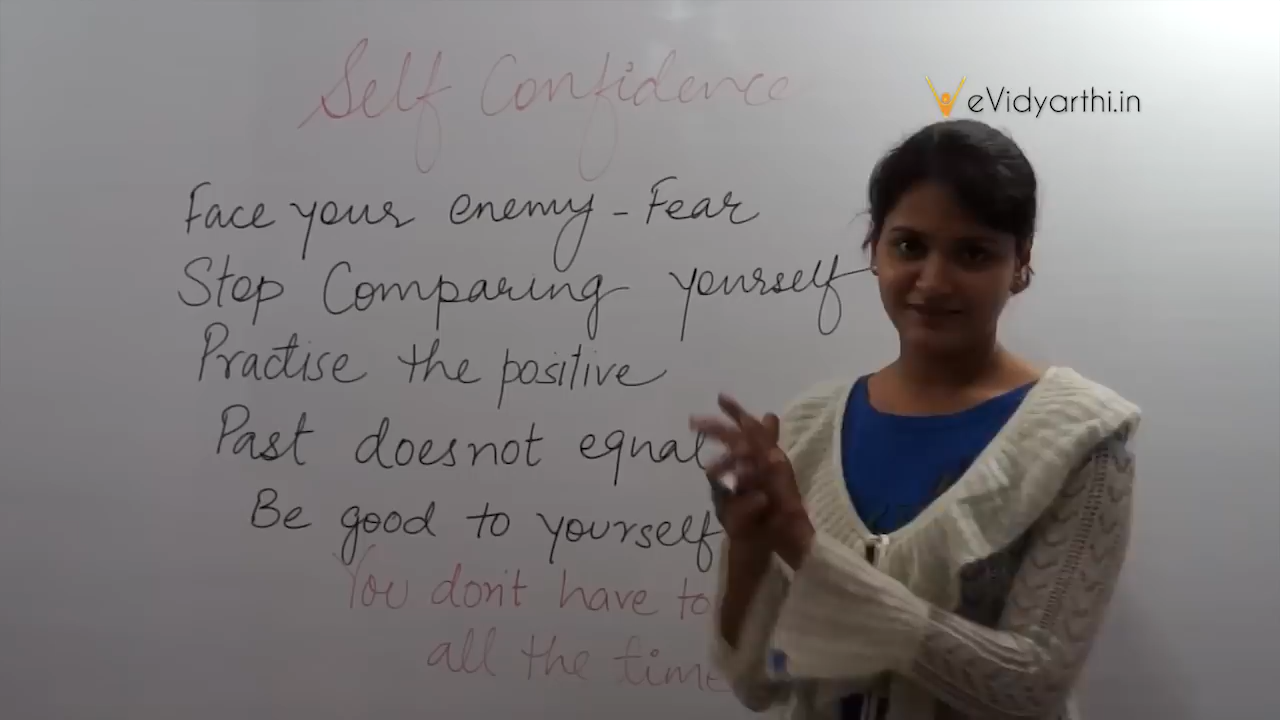 Self Confidence
eVidyarthi.in
Face your enemy - Fear
Stop Comparing yourself
Practise the positive
Past doesnot equal
Be good to yourself
You don't have to
all the time